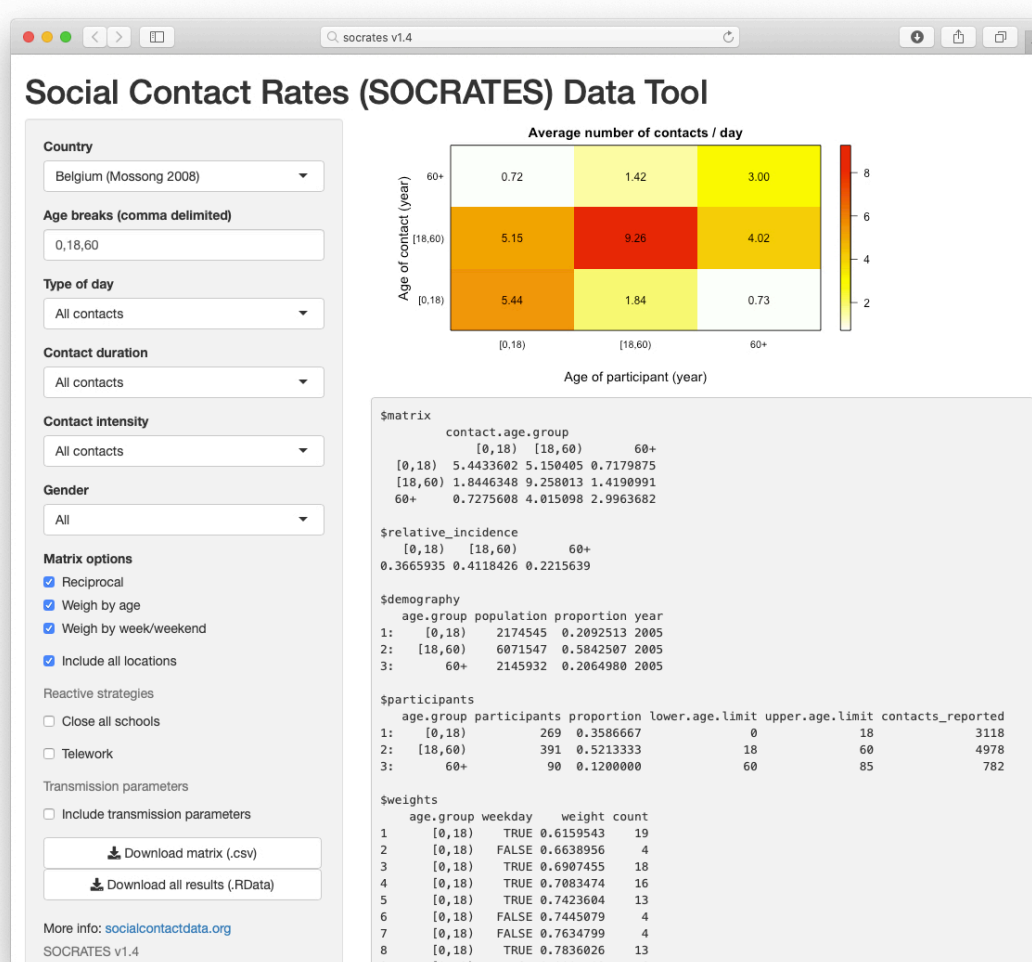 socrates v1.4
Social Contact Rates (SOCRATES) Data Tool
Country
Belgium (Mossong 2008)
Age breaks (comma delimited)
0,18,60
Type of day
All contacts
Contact duration
All contacts
Contact intensity
All contacts
Gender
All
Matrix options
Reciprocal
Weigh by age
Weigh by week/weekend
Include all locations
Reactive strategies
Close all schools
Telework
Transmission parameters
Include transmission parameters
Download matrix (.csv)
Download all results (.RData)
More info: socialcontactdata.org
SOCRATES v1.4
Average number of contacts / day
Age of contact (year)
60+ 0.72 1.42 3.00
[18,60) 5.15 9.26 4.02
[0,18) 5.44 1.84 0.73
[0,18) [18,60) 60+
Age of participant (year)
8
6
4
2
$matrix
contact.age.group
[0,18) [18,60) 60+
[0,18) 5.4433602 5.150405 0.7179875
[18,60) 1.8446348 9.258013 1.4190991
60+ 0.7275608 4.015098 2.9963682
$relative_incidence
[0,18) [18,60) 60+
0.3665935 0.4118426 0.2215639
$demography
age.group population proportion year
1: [0,18) 2174545 0.2092513 2005
2: [18,60) 6071547 0.5842507 2005
3: 60+ 2145932 0.2064980 2005
$participants
age.group participants proportion lower.age.limit upper.age.limit contacts_reported
1: [0,18) 269 0.3586667 0 18 3118
2: [18,60) 391 0.5213333 18 60 4978
3: 60+ 90 0.1200000 60 85 782
$weights
age.group weekday weight count
1 [0,18) TRUE 0.6159543 19
2 [0,18) FALSE 0.6638956 4
3 [0,18) TRUE 0.6907455 18
4 [0,18) TRUE 0.7083474 16
5 [0,18) TRUE 0.7423604 13
6 [0,18) FALSE 0.7445079 4
7 [0,18) FALSE 0.7634799 4
8 [0,18) TRUE 0.7836026 13